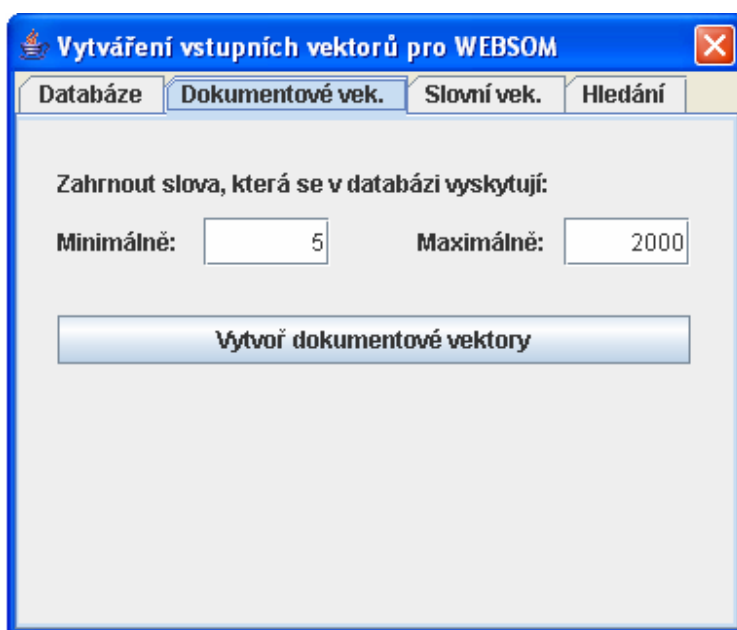 Vytváření vstupních vektorů pro WEBSOM
Databáze Dokumentové vek. Slovní vek. Hledání
Zahrnout slova, která se v databázi vyskytují:
Minimálně: 5 Maximálně: 2000
Vytvoř dokumentové vektory